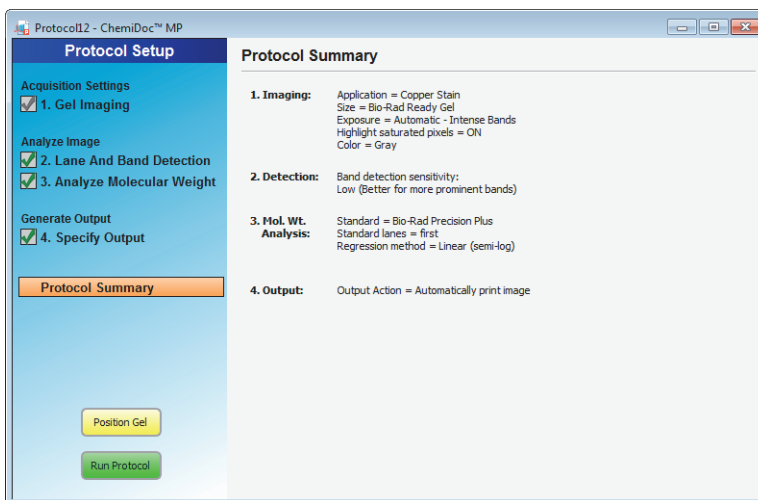 Protocol12 - ChemiDoc™ MP
Protocol Setup
Acquisition Settings
1. Gel Imaging
Analyze Image
2. Lane And Band Detection
3. Analyze Molecular Weight
Generate Output
4. Specify Output
Protocol Summary
Position Gel
Run Protocol
Protocol Summary
1. Imaging: Application = Copper Stain
Size = Bio-Rad Ready Gel
Exposure = Automatic - Intense Bands
Highlight saturated pixels = ON
Color = Gray
2. Detection: Band detection sensitivity:
Low (Better for more prominent bands)
3. Mol. Wt. Standard = Bio-Rad Precision Plus
Analysis: Standard lanes = first
Regression method = Linear (semi-log)
4. Output: Output Action = Automatically print image